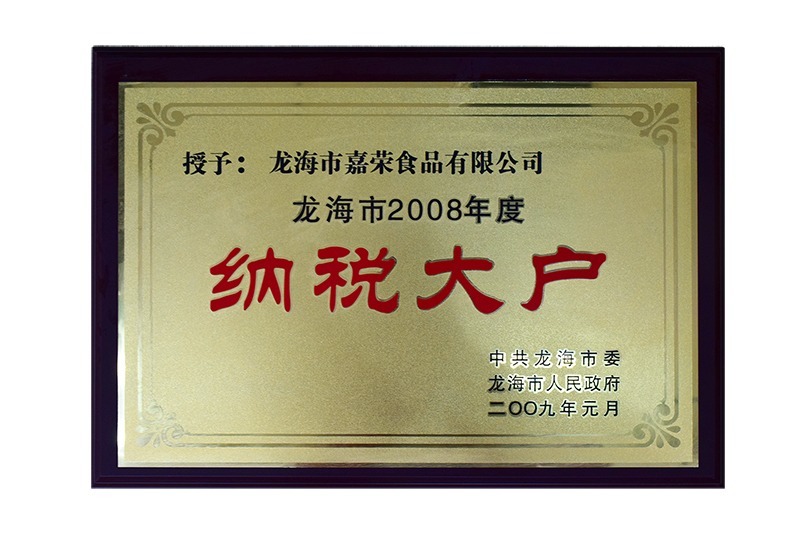 授予：龙海市嘉荣食品有限公司
龙海市2008年度
纳税大户
中共龙海市委
龙海市人民政府
二〇〇九年元月